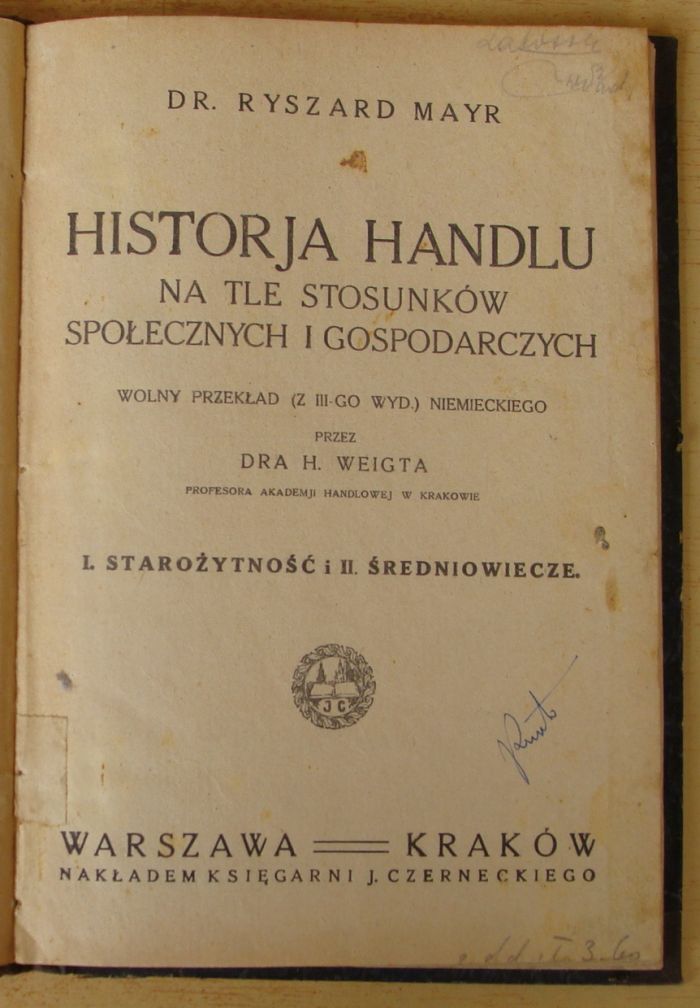 DR. RYSZARD MAYR
HISTORJA HANDLU
NA TLE STOSUNKÓW
SPOŁECZNYCH I GOSPODARCZYCH
WOLNY PRZEKŁAD (Z III-GO WYD.) NIEMIECKIEGO
PRZEZ
DRA H. WEIGTA
PROFESORA AKADEMJI HANDLOWEJ W KRAKOWIE
I. STAROŻYTNOŚĆ i II. ŚREDNIOWIECZE.
J C
WARSZAWA KRAKÓW
NAKŁADEM KSIĘGARNI J. CZERNECKIEGO